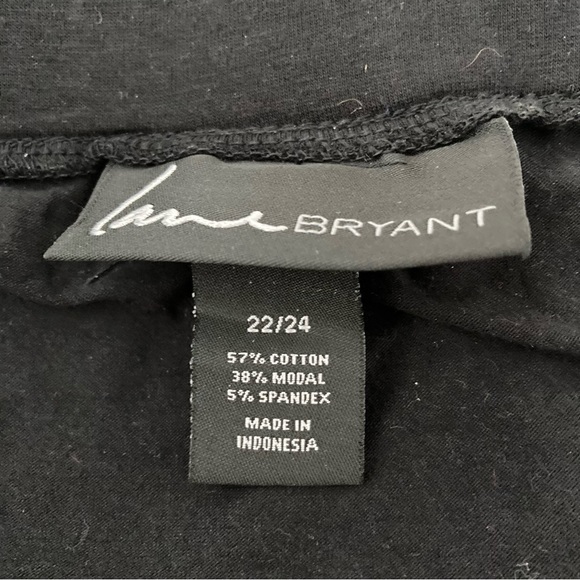 Lane BRYANT
22/24
57% COTTON
38% MODAL
5% SPANDEX
MADE IN
INDONESIA